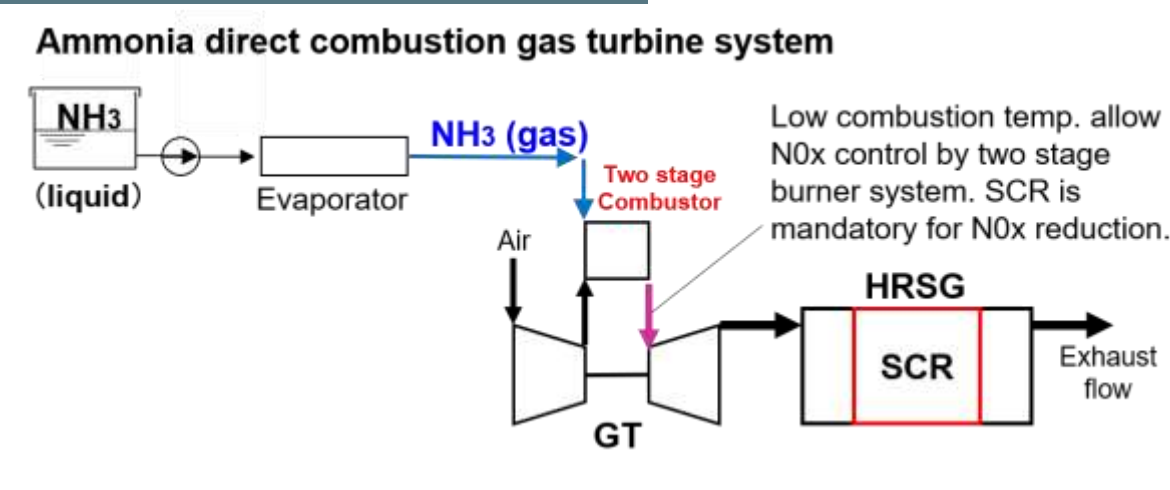 Ammonia direct combustion gas turbine system
NH3
(liquid)
Evaporator
NH3 (gas)
Two stage
Combustor
Low combustion temp. allow
N0x control by two stage
burner system. SCR is
mandatory for N0x reduction.
Air
GT
HRSG
SCR
Exhaust
flow